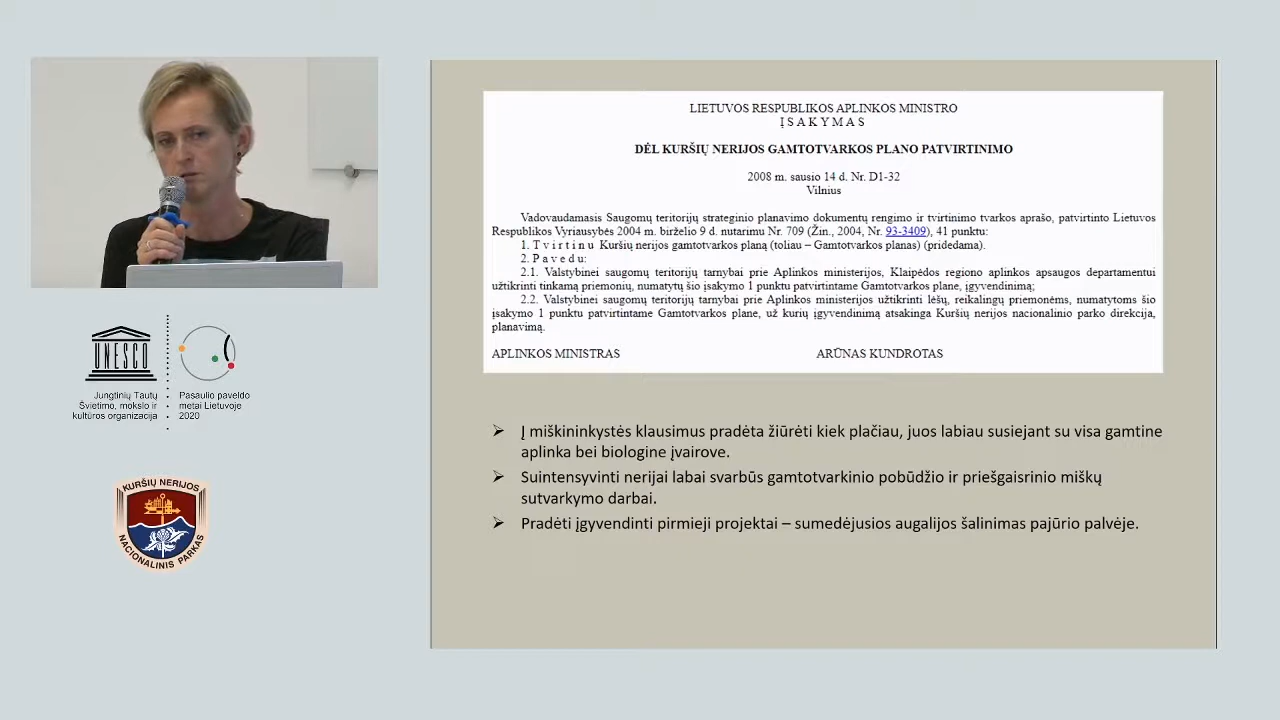 LIETUVOS RESPUBLIKOS APLINKOS MINISTRO
Į S A K Y M A S
DĖL KURŠIŲ NERIJOS GAMTOTVARKOS PLANO PATVIRTINIMO
2008 m. sausio 14 d. Nr. D1-32
Vilnius
Vadovaudamasis Saugomų teritorijų strateginio planavimo dokumentų rengimo ir tvirtinimo tvarkos aprašo, patvirtinto Lietuvos
Respublikos Vyriausybės 2004 m. birželio 9 d. nutarimu Nr. 709 (Žin., 2004, Nr. 93-3409), 41 punktu:
1. T v i r t i n u Kuršių nerijos gamtotvarkos planą (toliau – Gamtotvarkos planas) (pridedama).
2. P a v e d u:
2.1. Valstybinei saugomų teritorijų tarnybai prie Aplinkos ministerijos, Klaipėdos regiono aplinkos apsaugos departamentui
užtikrinti tinkamą priemonių, numatytų šio įsakymo 1 punktu patvirtintame Gamtotvarkos plane, įgyvendinimą;
2.2. Valstybinei saugomų teritorijų tarnybai prie Aplinkos ministerijos užtikrinti lėšų, reikalingų priemonėms, numatytoms šio
įsakymo 1 punktu patvirtintame Gamtotvarkos plane, už kurių įgyvendinimą atsakinga Kuršių nerijos nacionalinio parko direkcija,
planavimą.
APLINKOS MINISTRAS ARŪNAS KUNDROTAS
➢ Į miškininkystės klausimus pradėta žiūrėti kiek plačiau, juos labiau susiejant su visa gamtine
aplinka bei biologine įvairove.
➢ Suintensyvinti nerijai labai svarbūs gamtotvarkinio pobūdžio ir priešgaisrinio miškų
sutvarkymo darbai.
➢ Pradėti įgyvendinti pirmieji projektai – sumedėjusios augalijos šalinimas pajūrio palvėje.
UNESCO
Jungtinių Tautų
Švietimo, mokslo ir
kultūros organizacija
Pasaulio paveldo
metai Lietuvoje
2020
KURŠIŲ NERIJOS
NACIONALINIS PARKAS